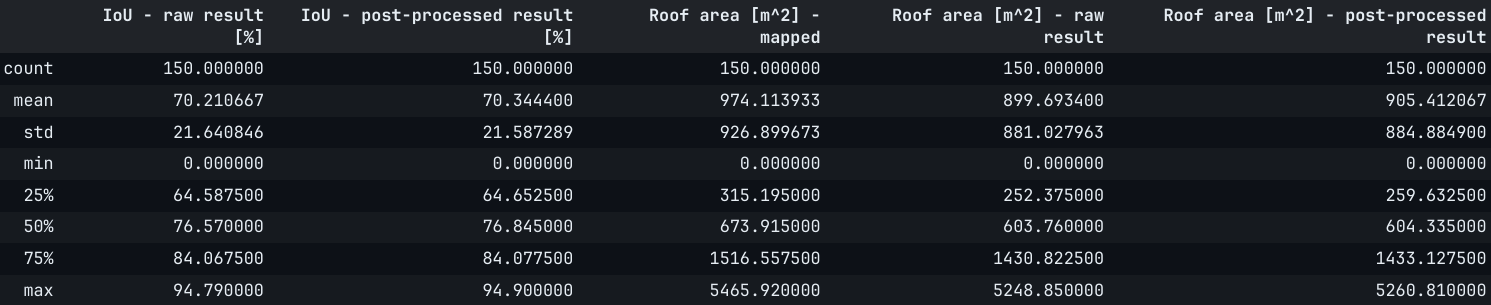 IoU - raw result IoU - post-processed result Roof area [m^2] - Roof area [m^2] - raw Roof area [m^2] - post-processed
[%] [%] mapped result result
count 150.000000 150.000000 150.000000 150.000000 150.000000
mean 70.210667 70.344400 974.113933 899.693400 905.412067
std 21.640846 21.587289 926.899673 881.027963 884.884900
min 0.000000 0.000000 0.000000 0.000000 0.000000
25% 64.587500 64.652500 315.195000 252.375000 259.632500
50% 76.570000 76.845000 673.915000 603.760000 604.335000
75% 84.067500 84.077500 1516.557500 1430.822500 1433.127500
max 94.790000 94.900000 5465.920000 5248.850000 5260.810000